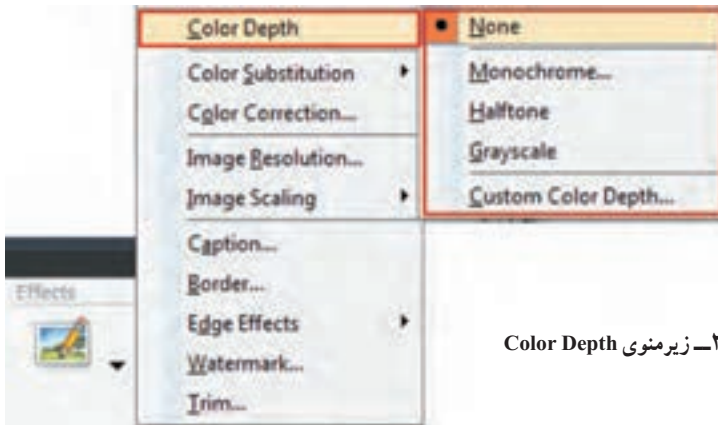 Color Depth
Color Substitution
Color Correction...
Image Resolution...
Image Scaling
Caption...
Border...
Edge Effects
Watermark...
Trim...
None
Monochrome...
Halftone
Grayscale
Custom Color Depth...
Effects
۲ــ زیرمنوی Color Depth